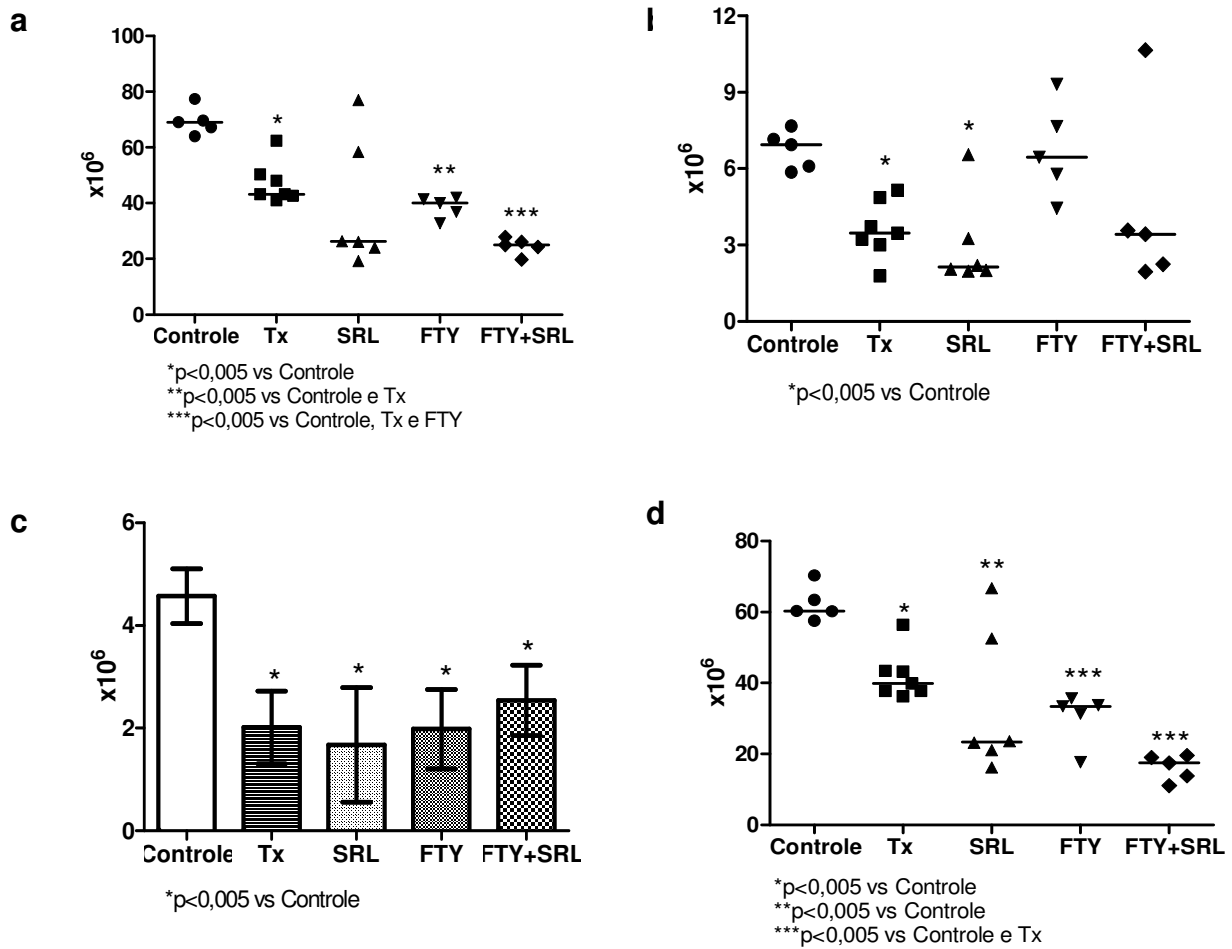 a
100
80
60
40
20
0
x10⁶
*
**
***
Controle Tx SRL FTY FTY+SRL
*p<0,005 vs Controle
**p<0,005 vs Controle e Tx
***p<0,005 vs Controle, Tx e FTY
12
9
6
3
0
x10⁶
*
*
Controle Tx SRL FTY FTY+SRL
*p<0,005 vs Controle
c
6
4
2
0
x10⁶
* * * *
Controle Tx SRL FTY FTY+SRL
*p<0,005 vs Controle
d
80
60
40
20
0
x10⁶
*
**
***
***
Controle Tx SRL FTY FTY+SRL
*p<0,005 vs Controle
**p<0,005 vs Controle
***p<0,005 vs Controle e Tx